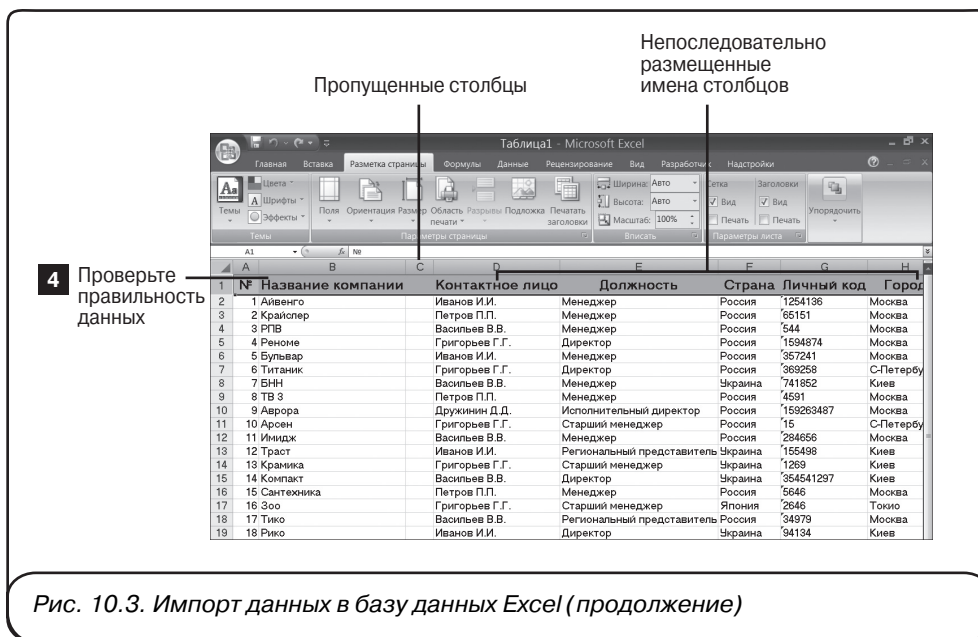 Непоследовательно
размещенные
имена столбцов
Пропущенные столбцы
Таблица1 - Microsoft Excel
Главная Вставка Разметка страницы Формулы Данные Рецензирование Вид Разработчик Надстройки
Цвета Ширина: Авто Сетка Заголовки
Шрифты Высота: Авто Вид Вид
Темы Эффекты Поля Ориентация Размер Область печати Разрывы Подложка Печатать заголовки Масштаб: 100% Печать Печать Упорядочить
Темы Параметры страницы Вписать Параметры листа
A1 fx №
A B C D E F G H
4 Проверьте
правильность
данных
1 № Название компании Контактное лицо Должность Страна Личный код Город
2 1 Айвенго Иванов И.И. Менеджер Россия 1254136 Москва
3 2 Крайслер Петров П.П. Менеджер Россия 65151 Москва
4 3 РПВ Васильев В.В. Менеджер Россия 544 Москва
5 4 Реноме Григорьев Г.Г. Директор Россия 1594874 Москва
6 5 Бульвар Иванов И.И. Менеджер Россия 357241 Москва
7 6 Титаник Григорьев Г.Г. Директор Россия 369258 С-Петербу
8 7 БНН Васильев В.В. Менеджер Украина 741852 Киев
9 8 ТВ 3 Петров П.П. Менеджер Россия 4591 Москва
10 9 Аврора Дружинин Д.Д. Исполнительный директор Россия 159263487 Москва
11 10 Арсен Григорьев Г.Г. Старший менеджер Россия 15 С-Петербу
12 11 Имидж Васильев В.В. Менеджер Россия 284656 Москва
13 12 Траст Иванов И.И. Региональный представитель Украина 155498 Киев
14 13 Крамика Григорьев Г.Г. Старший менеджер Украина 1269 Киев
15 14 Компакт Васильев В.В. Директор Украина 354541297 Киев
16 15 Сантехника Петров П.П. Менеджер Россия 5646 Москва
17 16 Зоо Григорьев Г.Г. Старший менеджер Япония 2646 Токио
18 17 Тико Васильев В.В. Региональный представитель Россия 34979 Москва
19 18 Рико Иванов И.И. Директор Украина 94134 Киев
Рис. 10.3. Импорт данных в базу данных Excel (продолжение)